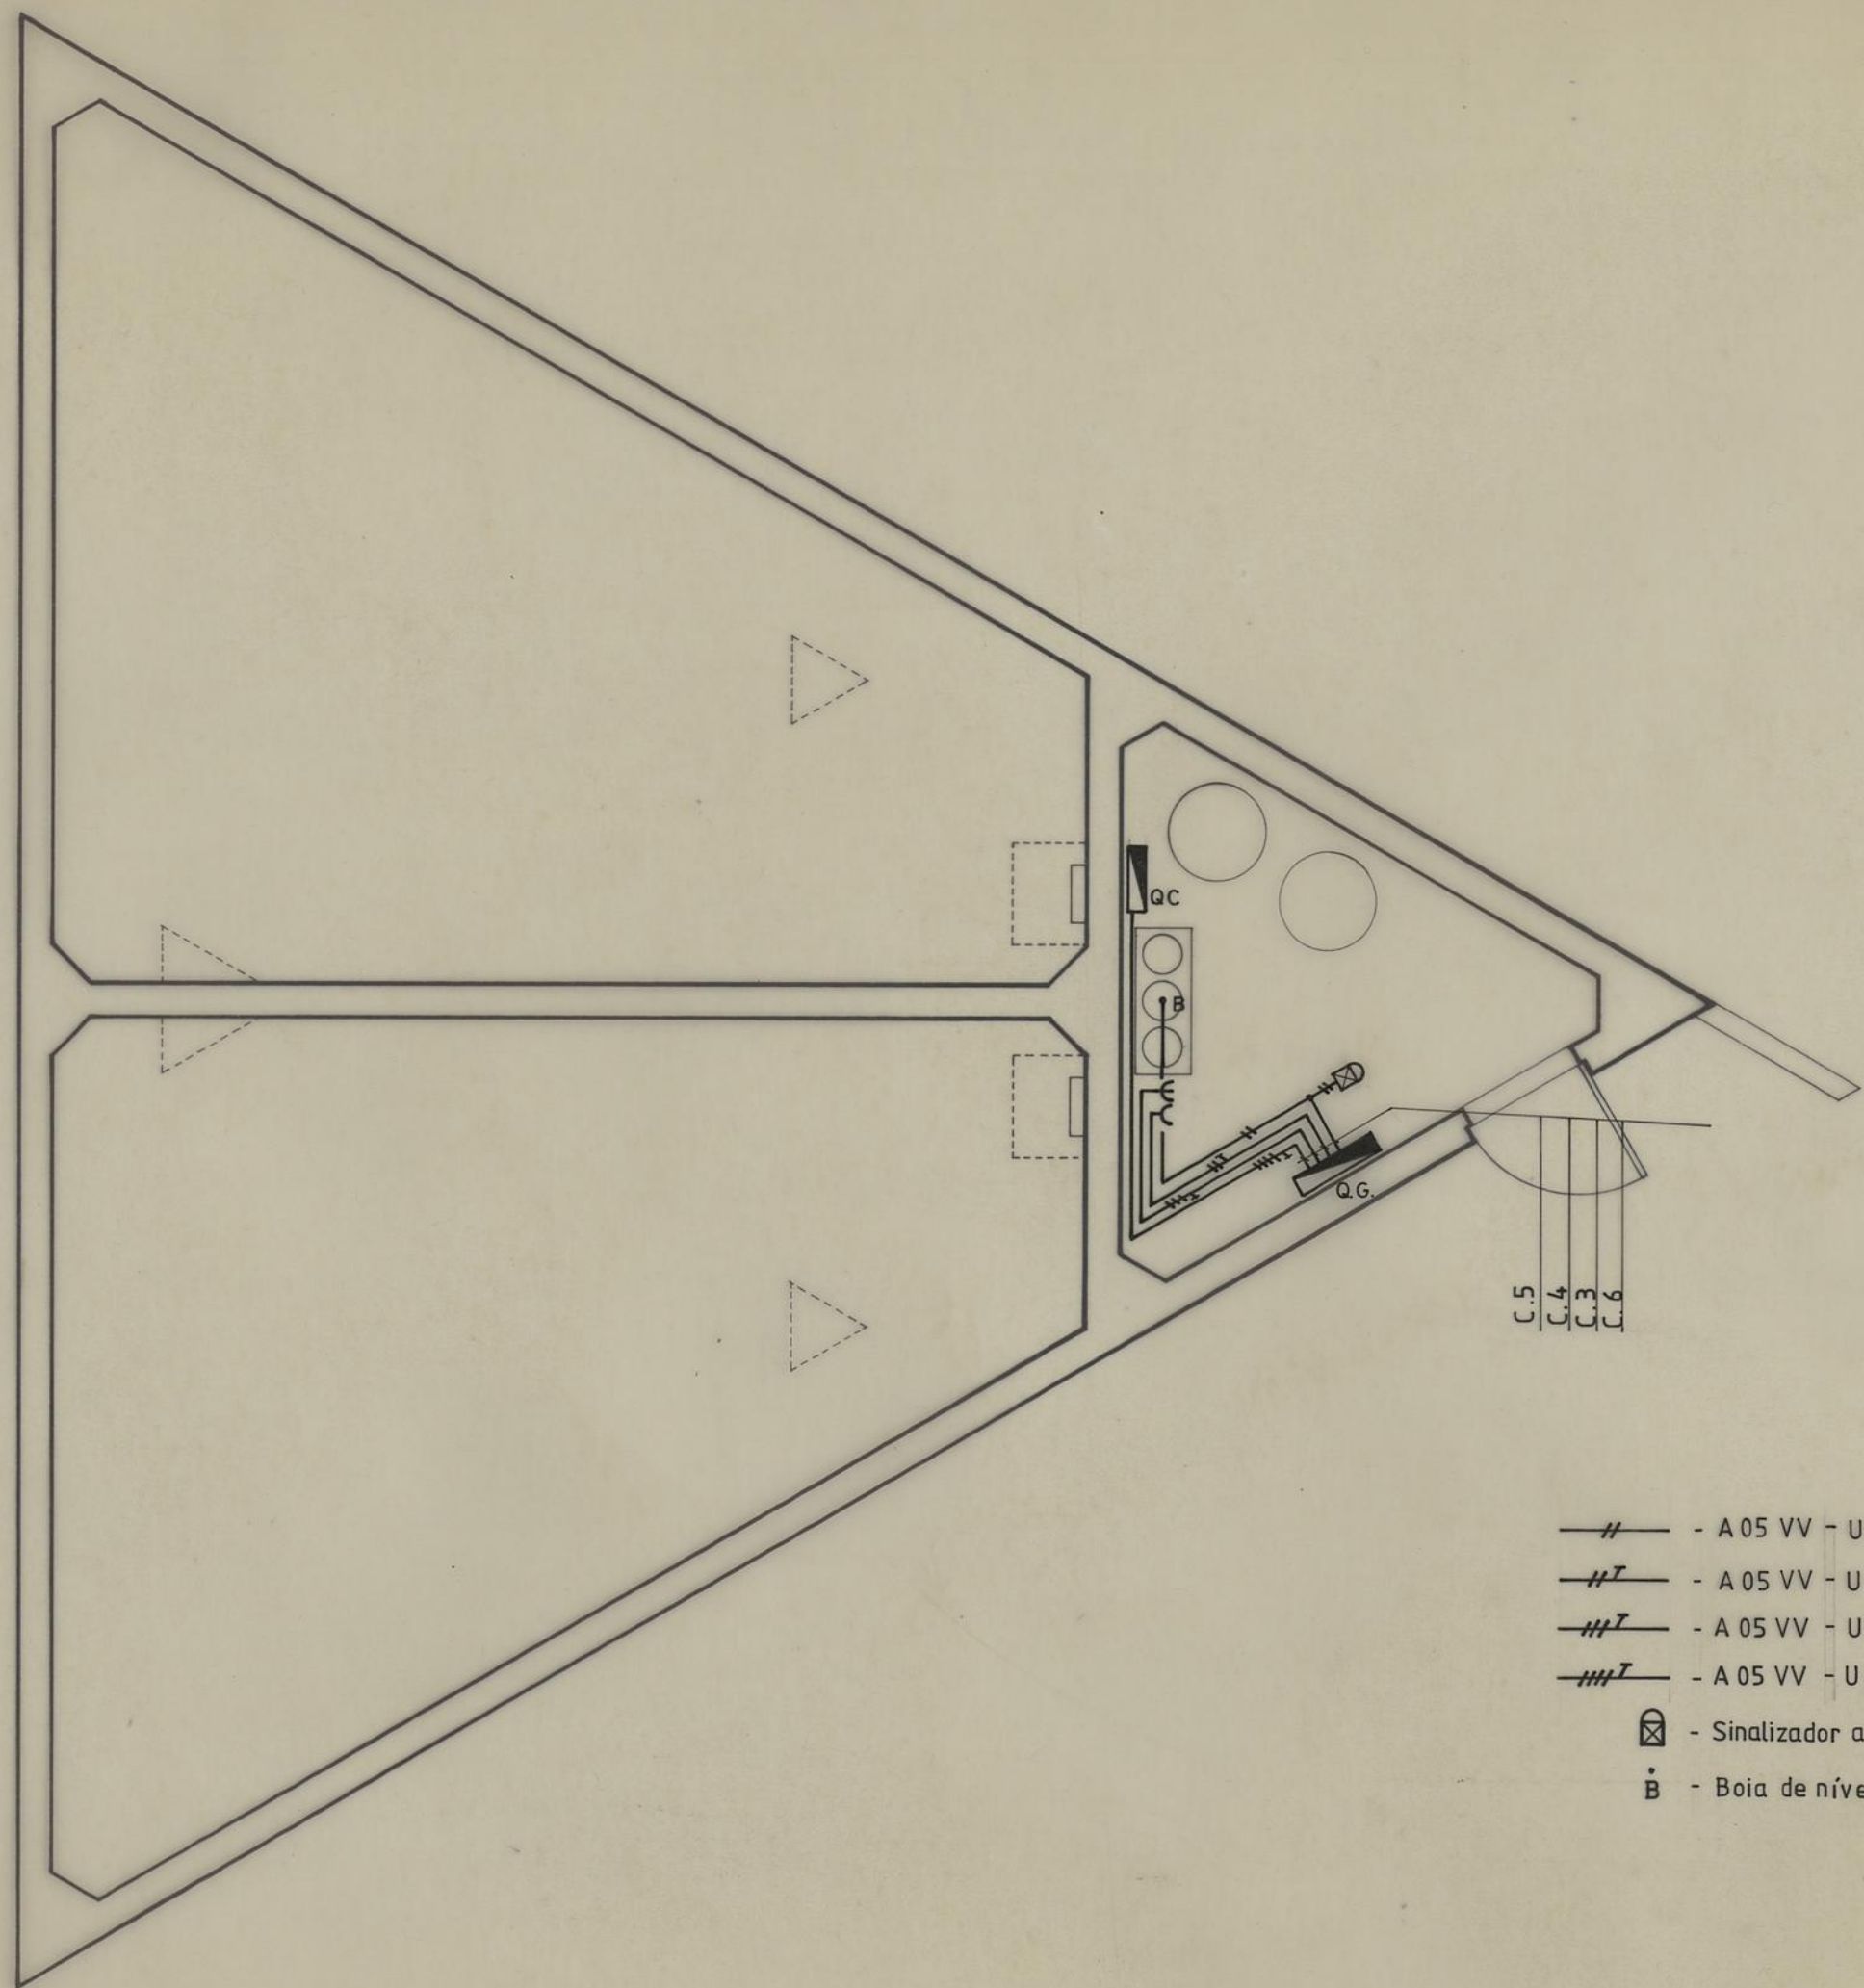 QC
B
Q.G.
C.5
C.4
C.3
C.6
- A 05 VV - U
- A 05 VV - U
- A 05 VV - U
- A 05 VV - U
- Sinalizador a
B - Boia de níve